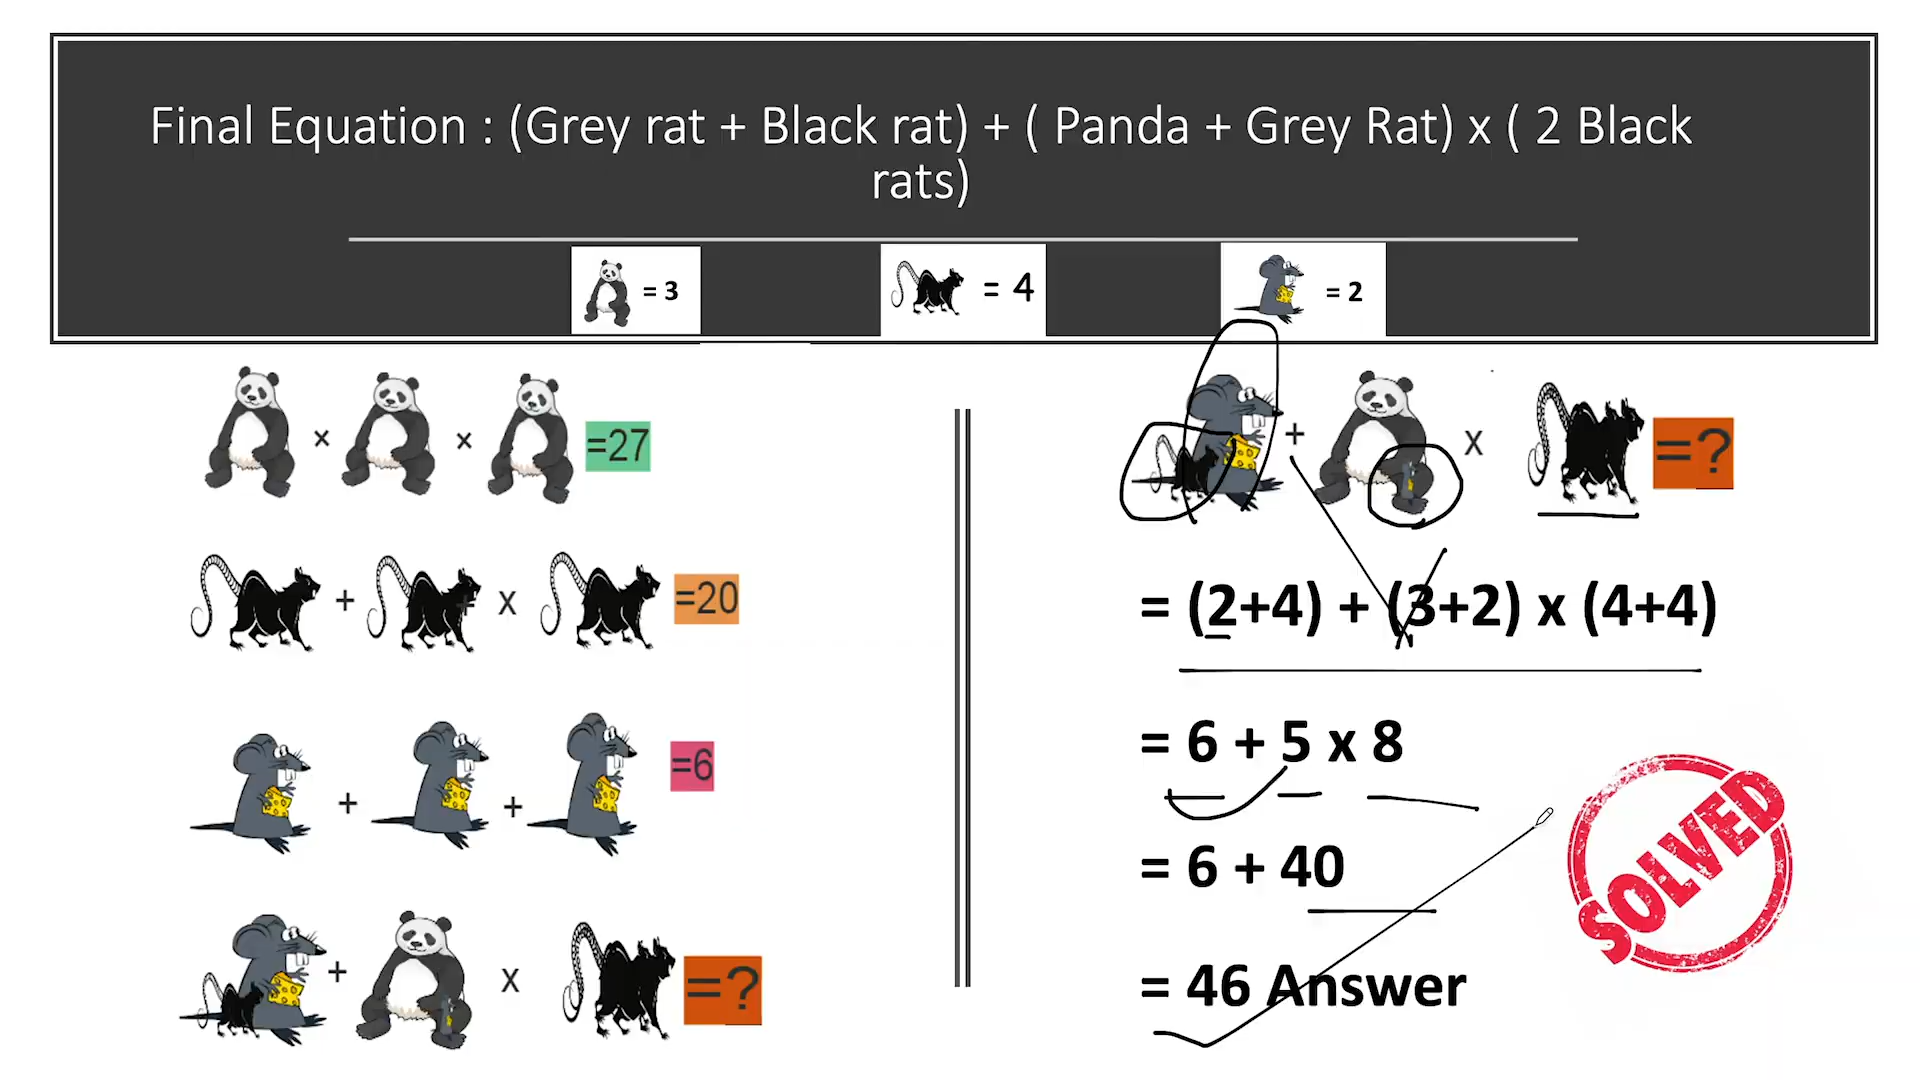 Final Equation : (Grey rat + Black rat) + ( Panda + Grey Rat) x ( 2 Black
rats)
= 3
= 4
= 2
× × =27
+ x =20
+ + =6
+ x =?
+ x =?
= (2+4) + (3+2) x (4+4)
= 6 + 5 x 8
= 6 + 40
= 46 Answer
SOLVED